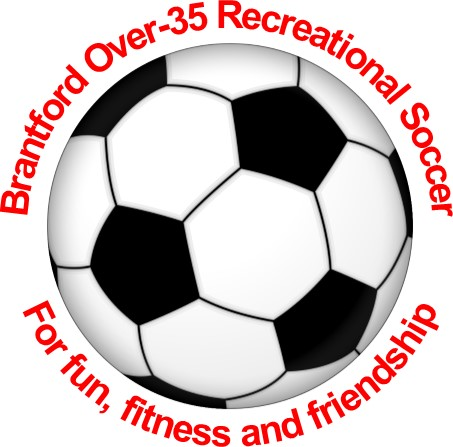 Brantford Over-35 Recreational Soccer
For fun, fitness and friendship